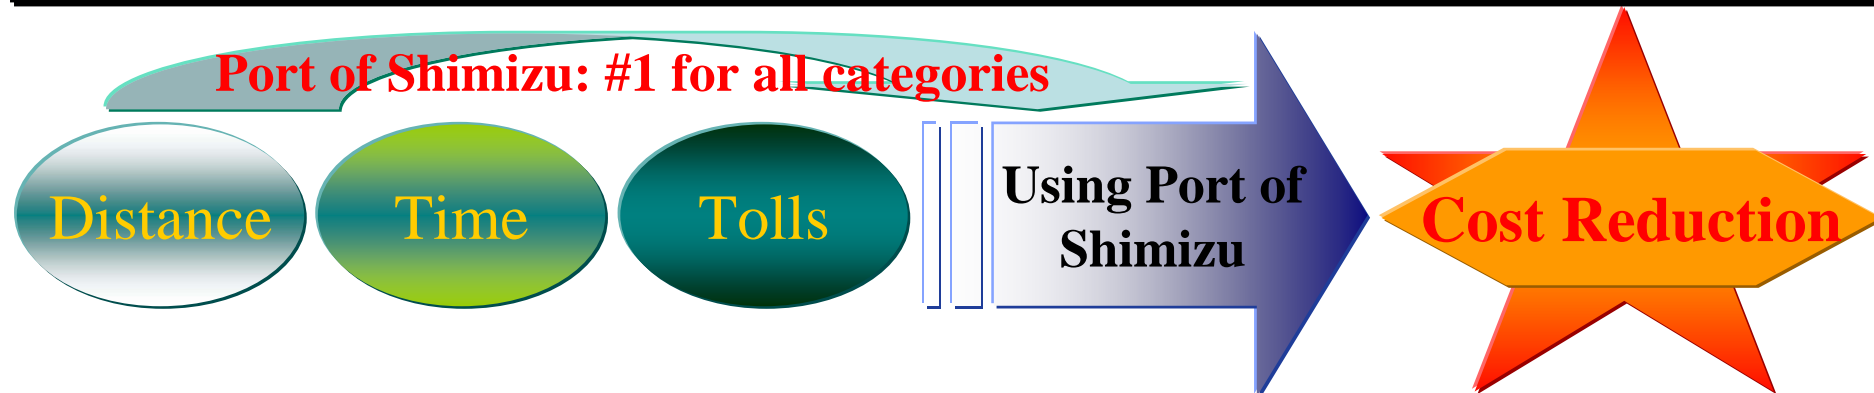 Port of Shimizu: #1 for all categories
Distance
Time
Tolls
Using Port of
Shimizu
Cost Reduction